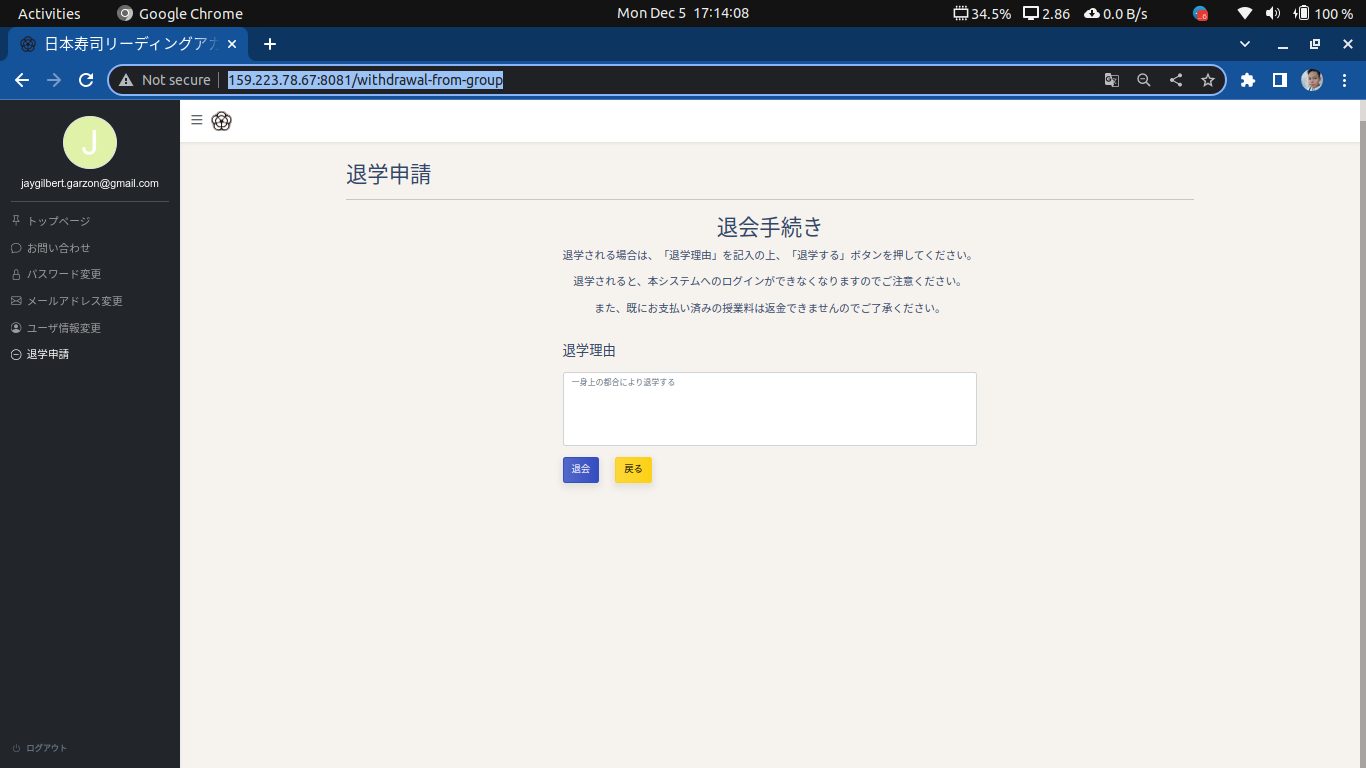 Activities
Google Chrome
Mon Dec 5 17:14:08
34.5%
2.86
0.0 B/s
100 %
日本寿司リーディングアカ
Not secure
159.223.78.67:8081/withdrawal-from-group
J
jaygilbert.garzon@gmail.com
トップページ
お問い合わせ
パスワード変更
メールアドレス変更
ユーザ情報変更
退学申請
ログアウト
退学申請
退会手続き
退学される場合は、「退学理由」を記入の上、「退学する」ボタンを押してください。
退学されると、本システムへのログインができなくなりますのでご注意ください。
また、既にお支払い済みの授業料は返金できませんのでご了承ください。
退学理由
一身上の都合により退学する
退会
戻る